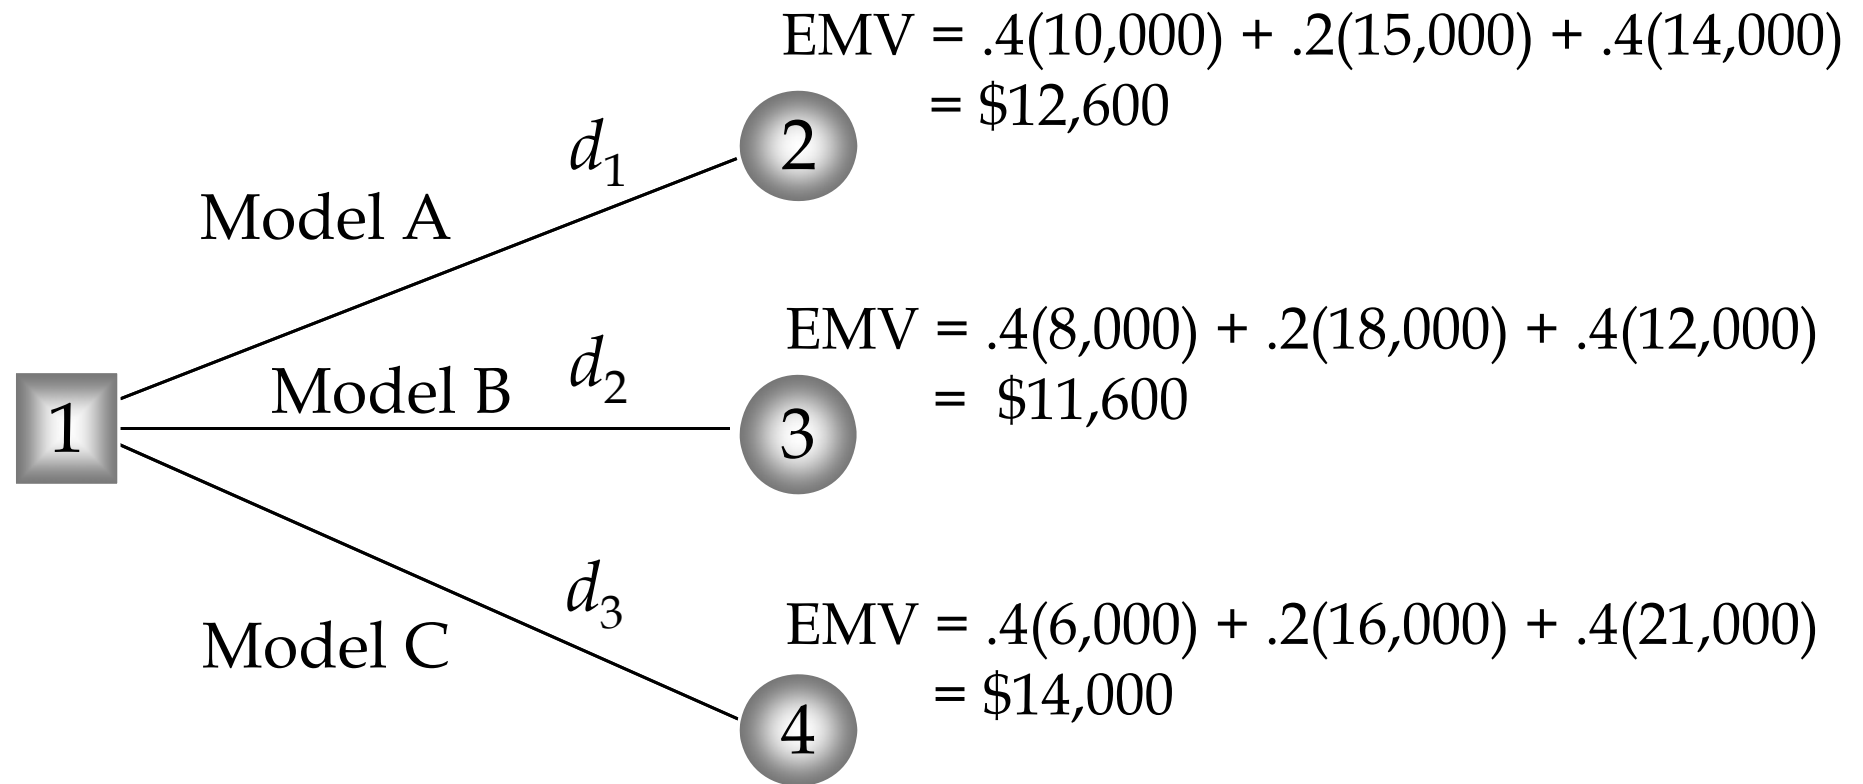 EMV = .4(10,000) + .2(15,000) + .4(14,000)
= $12,600
d1
2
Model A
EMV = .4(8,000) + .2(18,000) + .4(12,000)
d2
Model B
= $11,600
1
3
d3
EMV = .4(6,000) + .2(16,000) + .4(21,000)
Model C
= $14,000
4